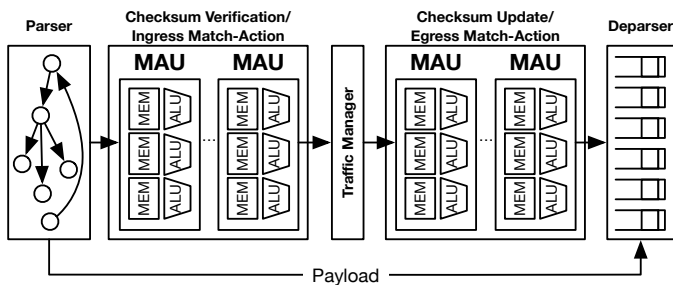 Parser
Checksum Verification/
Ingress Match-Action
Checksum Update/
Egress Match-Action
Deparser
MAU
MAU
MAU
MAU
MEM
ALU
MEM
ALU
MEM
ALU
MEM
ALU
MEM
ALU
MEM
ALU
...
Traffic Manager
MEM
ALU
MEM
ALU
MEM
ALU
MEM
ALU
MEM
ALU
MEM
ALU
...
Payload